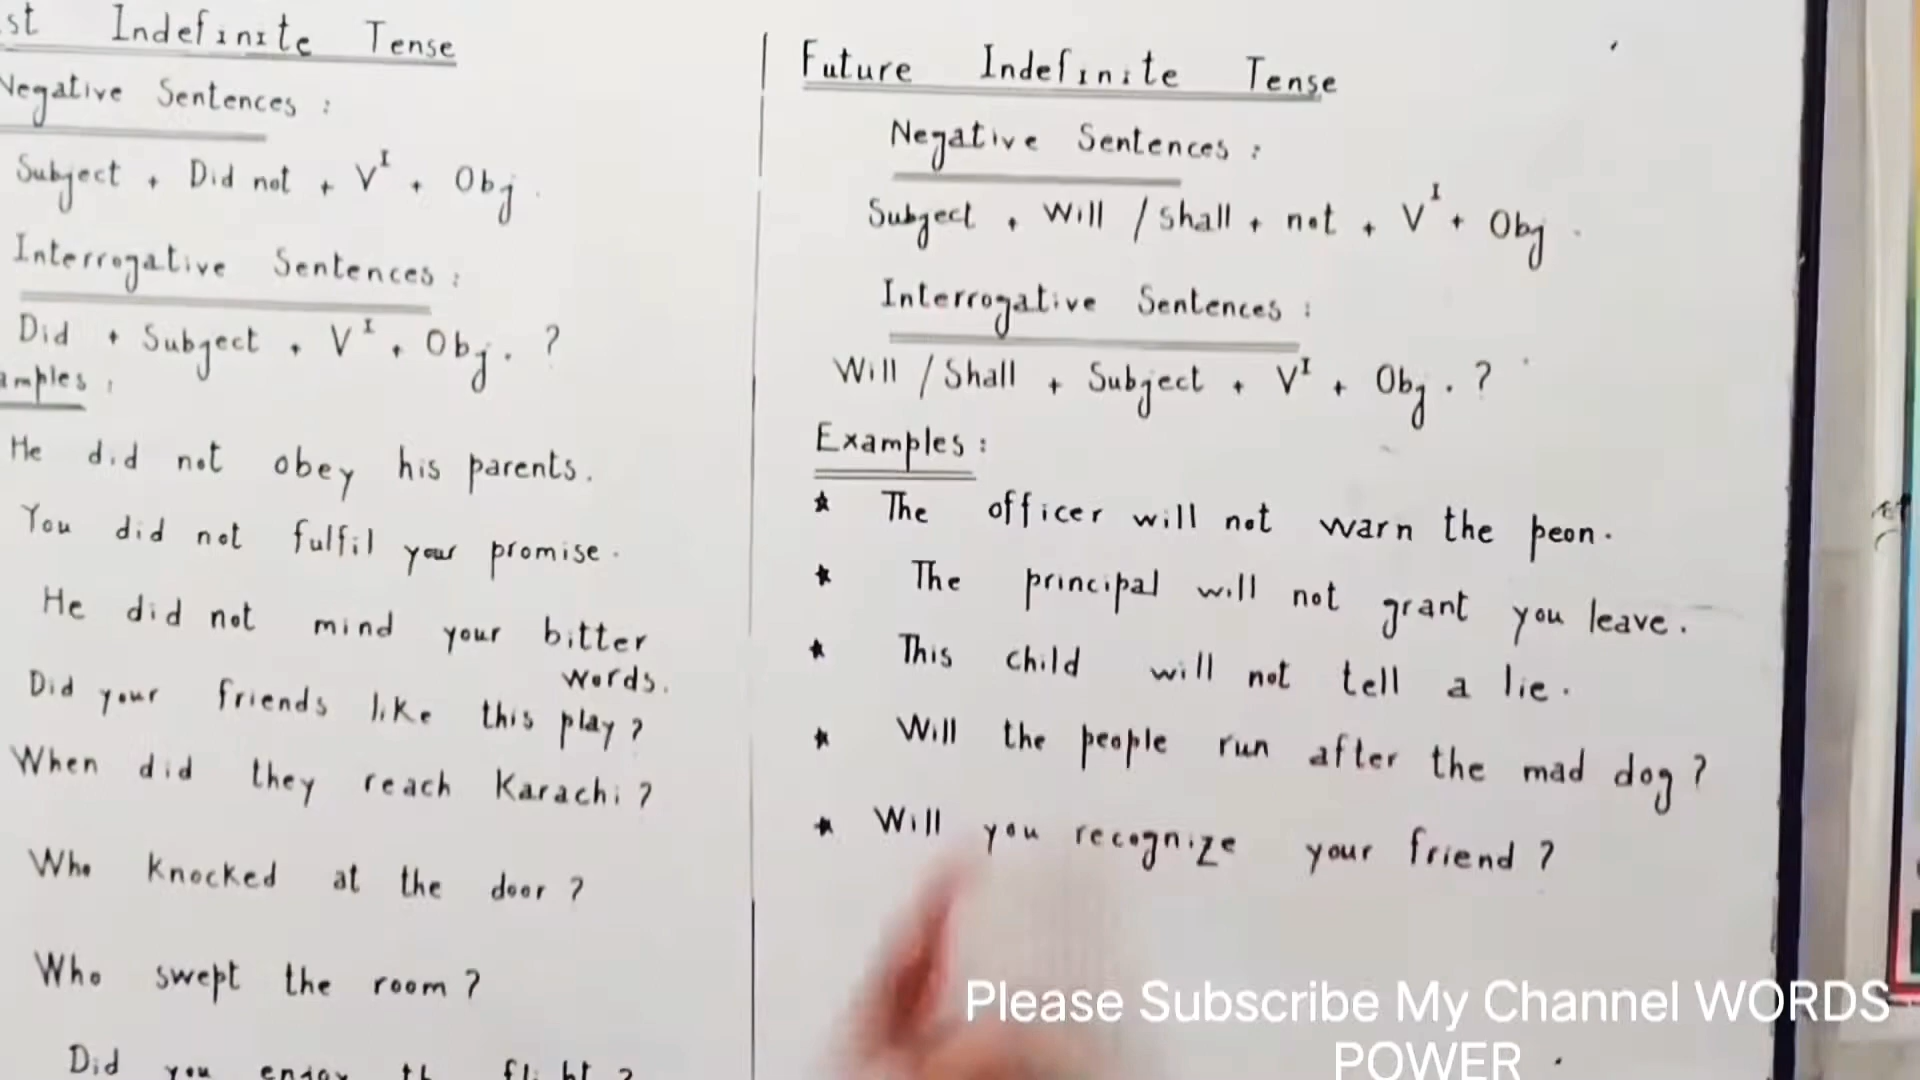 st Indefinite Tense
Negative Sentences :
Subject + Did not + V^I + Obj.
Interrogative Sentences :
Did + Subject + V^I + Obj. ?
amples :
He did not obey his parents.
You did not fulfil your promise.
He did not mind your bitter
words.
Did your friends like this play ?
When did they reach Karachi ?
Who knocked at the door ?
Who swept the room ?
Did you enjoy
Future Indefinite Tense
Negative Sentences :
Subject + Will / Shall + not + V^I + Obj.
Interrogative Sentences :
Will / Shall + Subject + V^I + Obj. ?
Examples :
★ The officer will not warn the peon.
★ The principal will not grant you leave.
★ This child will not tell a lie.
★ Will the people run after the mad dog ?
★ Will you recognize your friend ?
Please Subscribe My Channel WORDS
POWER